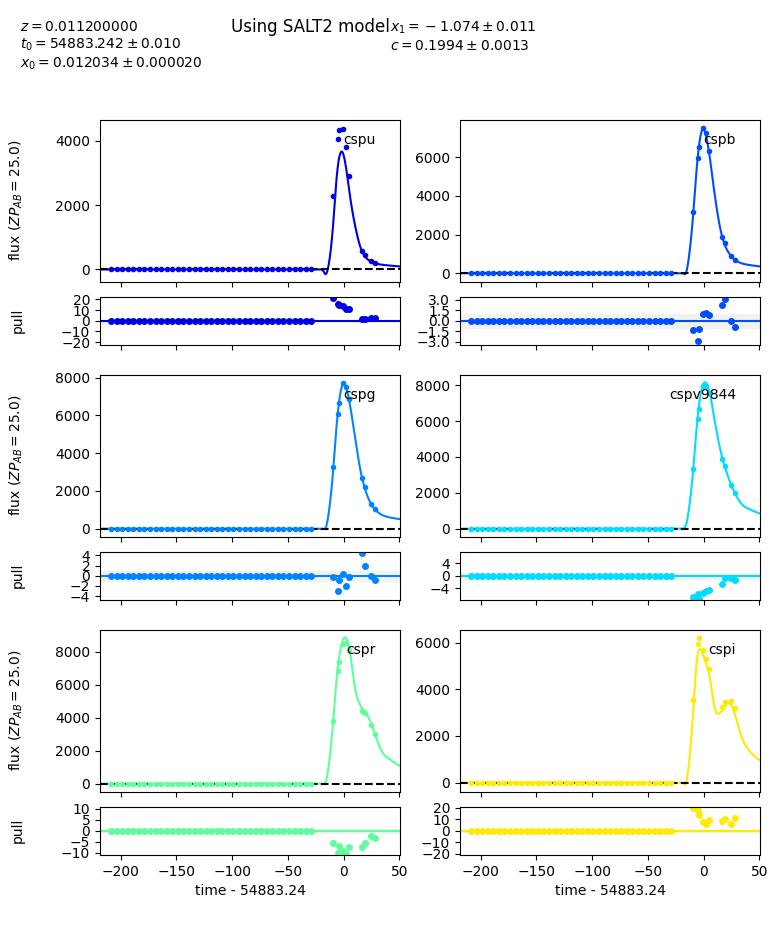 Using SALT2 model
z = 0.011200000
t₀ = 54883.242 ± 0.010
x₀ = 0.012034 ± 0.000020
x₁ = −1.074 ± 0.011
c = 0.1994 ± 0.0013
flux (ZP_AB = 25.0)
4000
2000
0
cspu
6000
4000
2000
0
cspb
pull
20
10
0
−10
−20
3.0
1.5
0.0
−1.5
−3.0
flux (ZP_AB = 25.0)
8000
6000
4000
2000
0
cspg
8000
6000
4000
2000
0
cspv9844
pull
4
2
0
−2
−4
4
0
−4
flux (ZP_AB = 25.0)
8000
6000
4000
2000
0
cspr
6000
4000
2000
0
cspi
pull
10
5
0
−5
−10
20
10
0
−10
−20
−200 −150 −100 −50 0 50
time - 54883.24
−200 −150 −100 −50 0 50
time - 54883.24